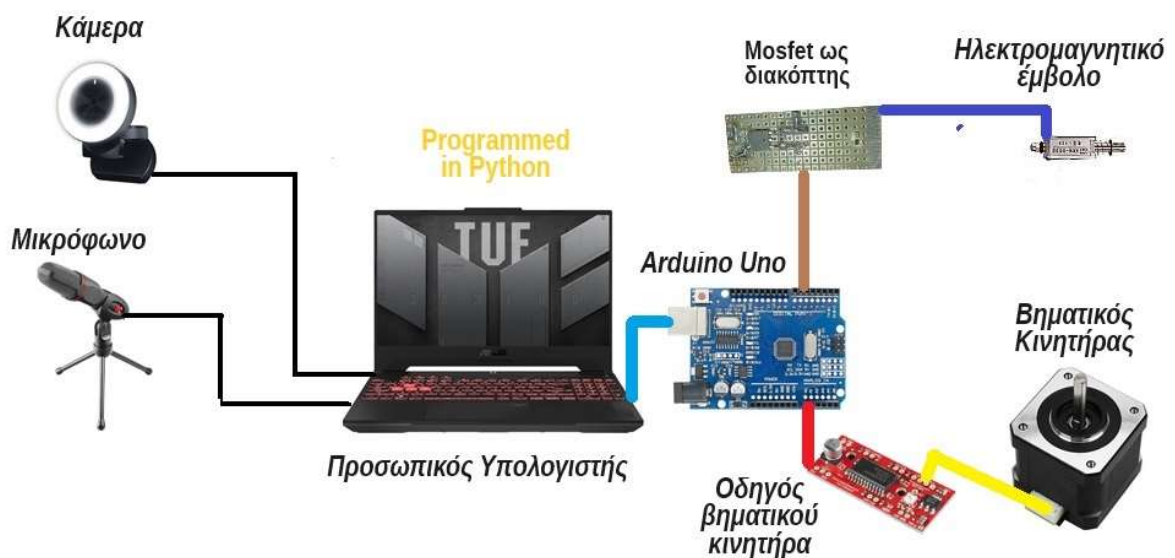 Κάμερα
Mosfet ως
διακόπτης
Ηλεκτρομαγνητικό
έμβολο
Programmed
in Python
Μικρόφωνο
TUF
Arduino Uno
Βηματικός
Κινητήρας
Προσωπικός Υπολογιστής
Οδηγός
βηματικού
κινητήρα